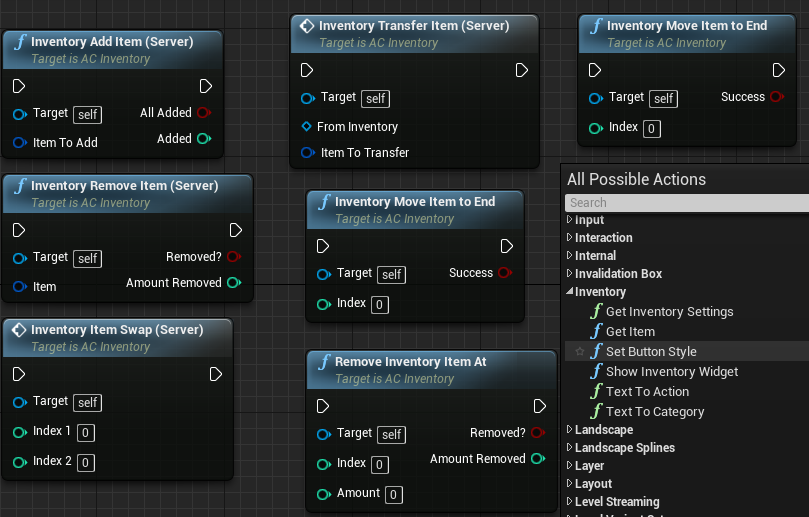 Inventory Add Item (Server)
Target is AC Inventory
Target self
All Added
Item To Add
Added
Inventory Remove Item (Server)
Target is AC Inventory
Target self
Removed?
Item
Amount Removed
Inventory Item Swap (Server)
Target is AC Inventory
Target self
Index 1 0
Index 2 0
Inventory Transfer Item (Server)
Target is AC Inventory
Target self
From Inventory
Item To Transfer
Inventory Move Item to End
Target is AC Inventory
Target self
Success
Index 0
Remove Inventory Item At
Target is AC Inventory
Target self
Removed?
Index 0
Amount Removed
Amount 0
Inventory Move Item to End
Target is AC Inventory
Target self
Success
Index 0
All Possible Actions
Search
Input
Interaction
Internal
Invalidation Box
Inventory
f Get Inventory Settings
f Get Item
f Set Button Style
f Show Inventory Widget
f Text To Action
f Text To Category
Landscape
Landscape Splines
Layer
Layout
Level Streaming